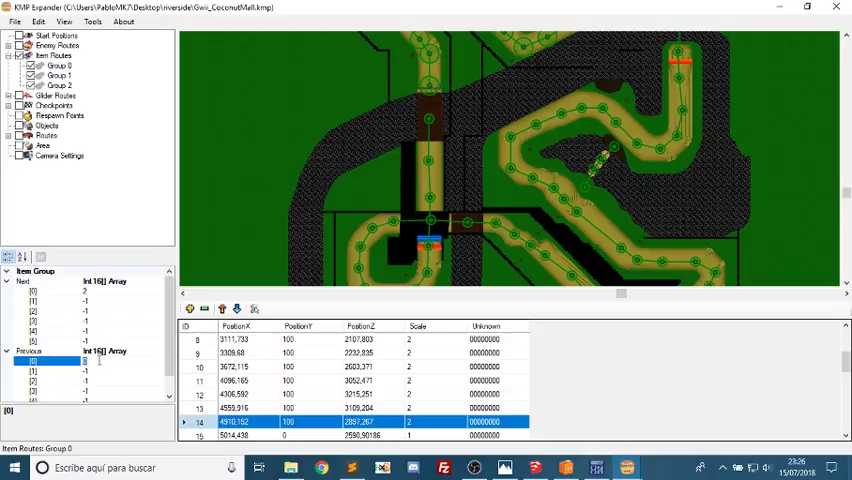 KMP Expander (C:\Users\PabloMK7\Desktop\riverside\Gwii_CoconutMall.kmp)
File Edit View Tools About
Start Positions
Enemy Routes
Item Routes
Group 0
Group 1
Group 2
Glider Routes
Checkpoints
Respawn Points
Objects
Routes
Area
Camera Settings
Item Group
Next Int16[] Array
[0] 2
[1] -1
[2] -1
[3] -1
[4] -1
[5] -1
Previous Int16[] Array
[0] 0
[1] -1
[2] -1
[3] -1
[4] -1
[0]
ID PositionX PositionY PositionZ Scale Unknown
8 3111,733 100 2107,803 2 00000000
9 3309,68 100 2232,835 2 00000000
10 3672,115 100 2603,371 2 00000000
11 4096,165 100 3052,471 2 00000000
12 4306,592 100 3215,251 2 00000000
13 4559,916 100 3109,204 2 00000000
14 4910,152 100 2897,267 2 00000000
15 5014,438 0 2590,90186 1 00000000
Item Routes: Group 0
Escribe aquí para buscar
23:26
15/07/2018